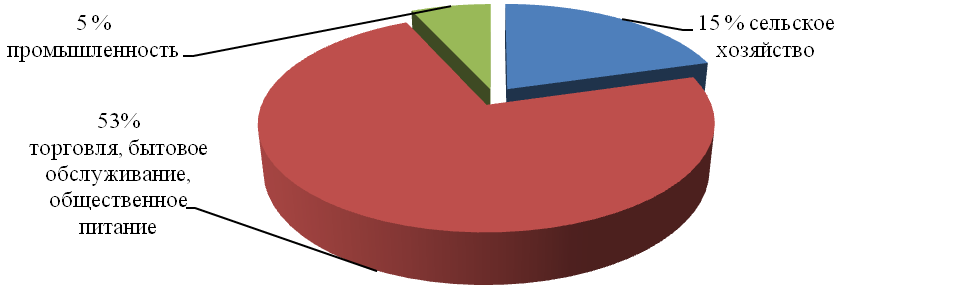 5 %
промышленность
15 % сельское
хозяйство
53%
торговля, бытовое
обслуживание,
общественное
питание